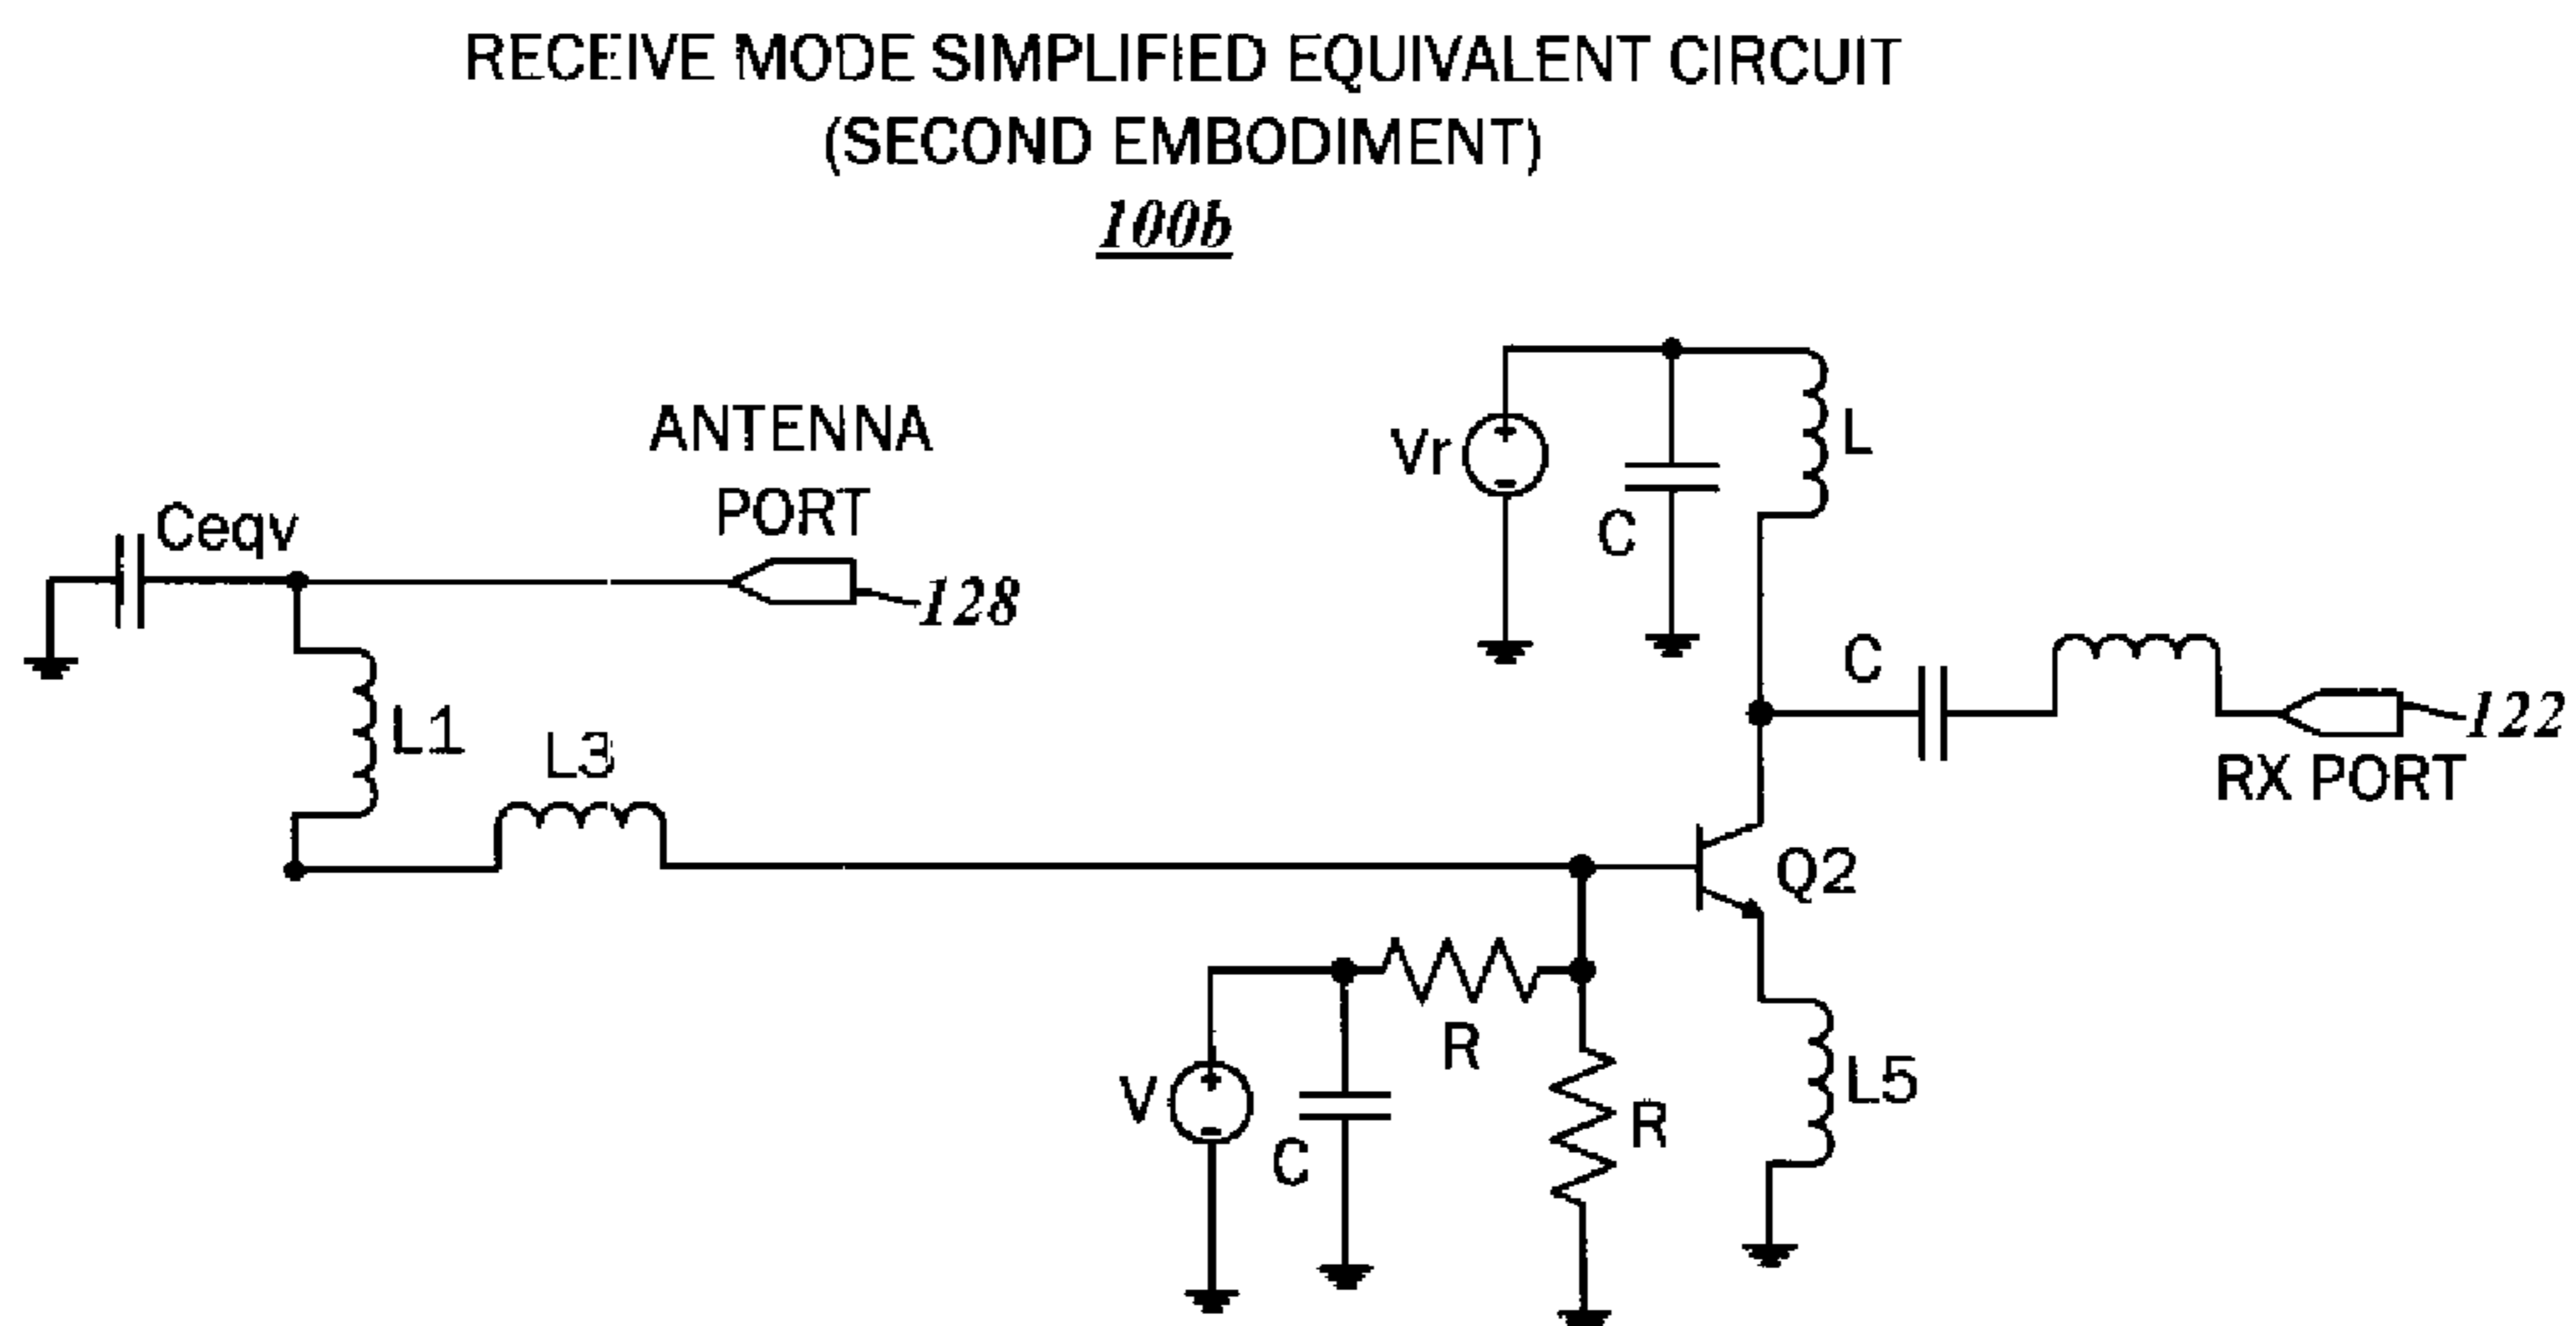 RECEIVE MODE SIMPLIFIED EQUIVALENT CIRCUIT
(SECOND EMBODIMENT)
100b
ANTENNA
PORT
128
Ceqv
L1
L3
Vr
+
-
C
L
C
122
RX PORT
Q2
R
V
+
-
C
R
L5